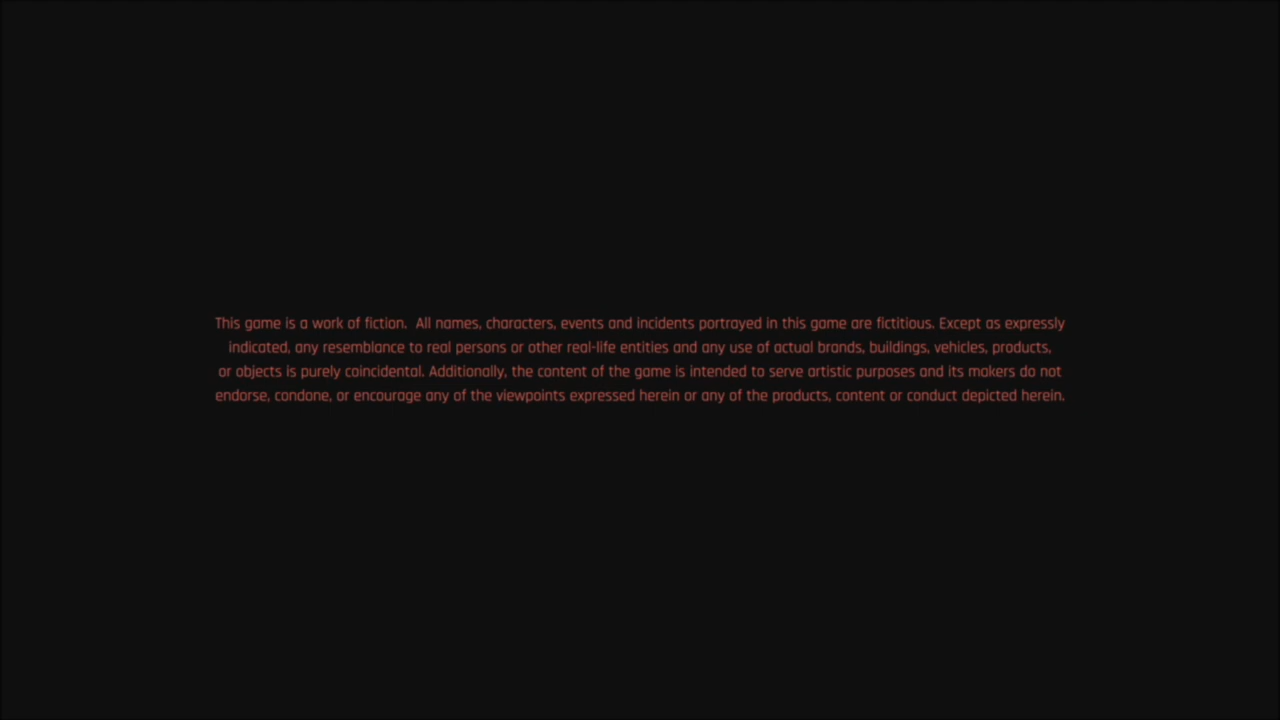 This game is a work of fiction.  All names, characters, events and incidents portrayed in this game are fictitious. Except as expressly
indicated, any resemblance to real persons or other real-life entities and any use of actual brands, buildings, vehicles, products,
or objects is purely coincidental. Additionally, the content of the game is intended to serve artistic purposes and its makers do not
endorse, condone, or encourage any of the viewpoints expressed herein or any of the products, content or conduct depicted herein.